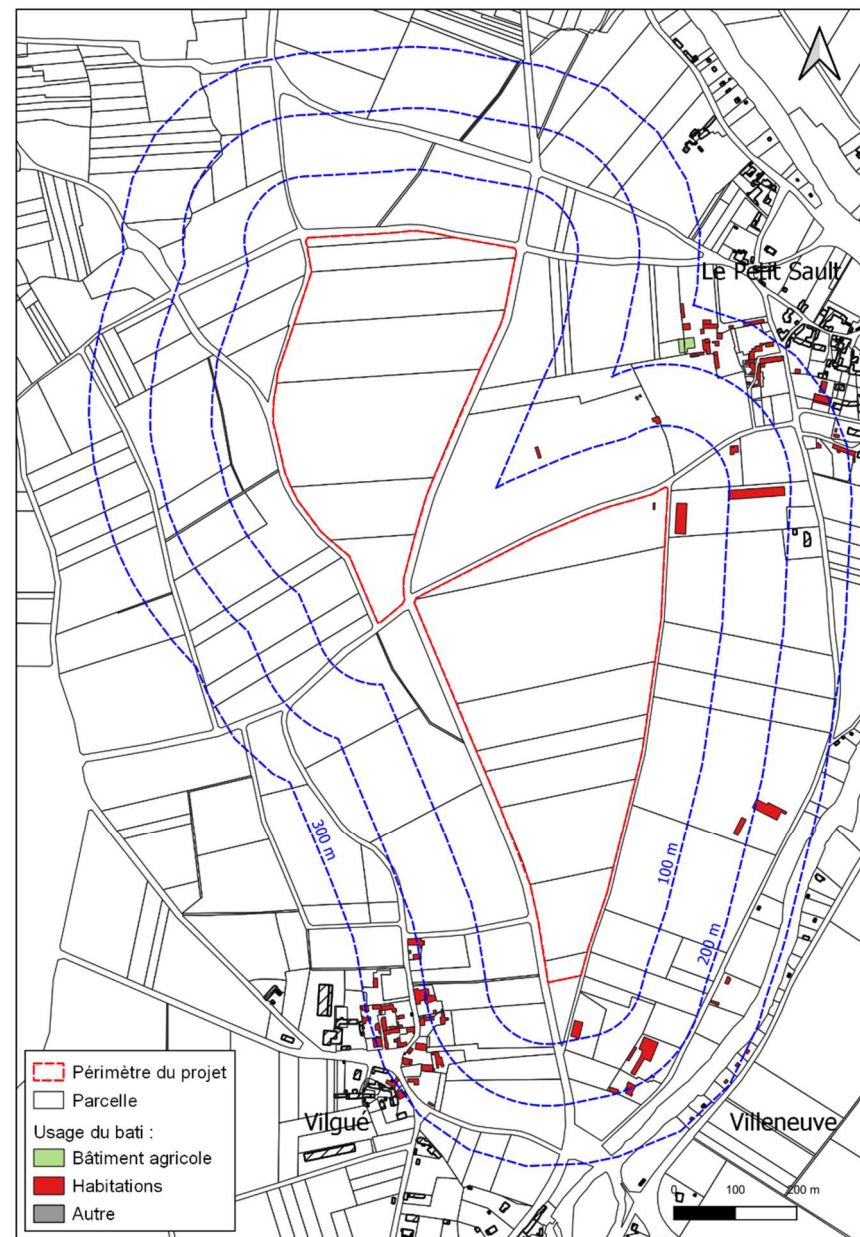 Le Petit Sault
300 m
100 m
200 m
Vilgué
Villeneuve
Périmètre du projet
Parcelle
Usage du bati :
Bâtiment agricole
Habitations
Autre
0 100 200 m